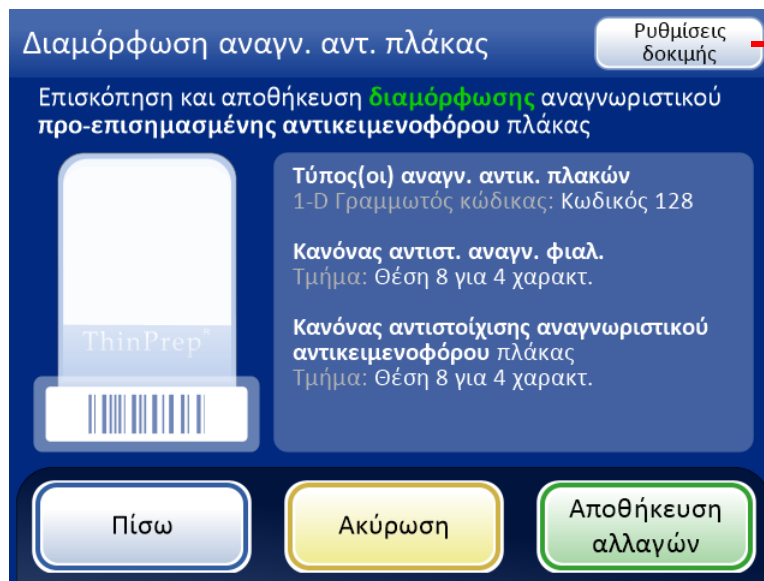 Διαμόρφωση αναγν. αντ. πλάκας
Ρυθμίσεις
δοκιμής
Επισκόπηση και αποθήκευση διαμόρφωσης αναγνωριστικού
προ-επισημασμένης αντικειμενοφόρου πλάκας
Τύπος(οι) αναγν. αντικ. πλακών
1-D Γραμμωτός κώδικας: Κωδικός 128
Κανόνας αντιστ. αναγν. φιαλ.
Τμήμα: Θέση 8 για 4 χαρακτ.
Κανόνας αντιστοίχισης αναγνωριστικού
αντικειμενοφόρου πλάκας
Τμήμα: Θέση 8 για 4 χαρακτ.
ThinPrep®
Πίσω
Ακύρωση
Αποθήκευση
αλλαγών